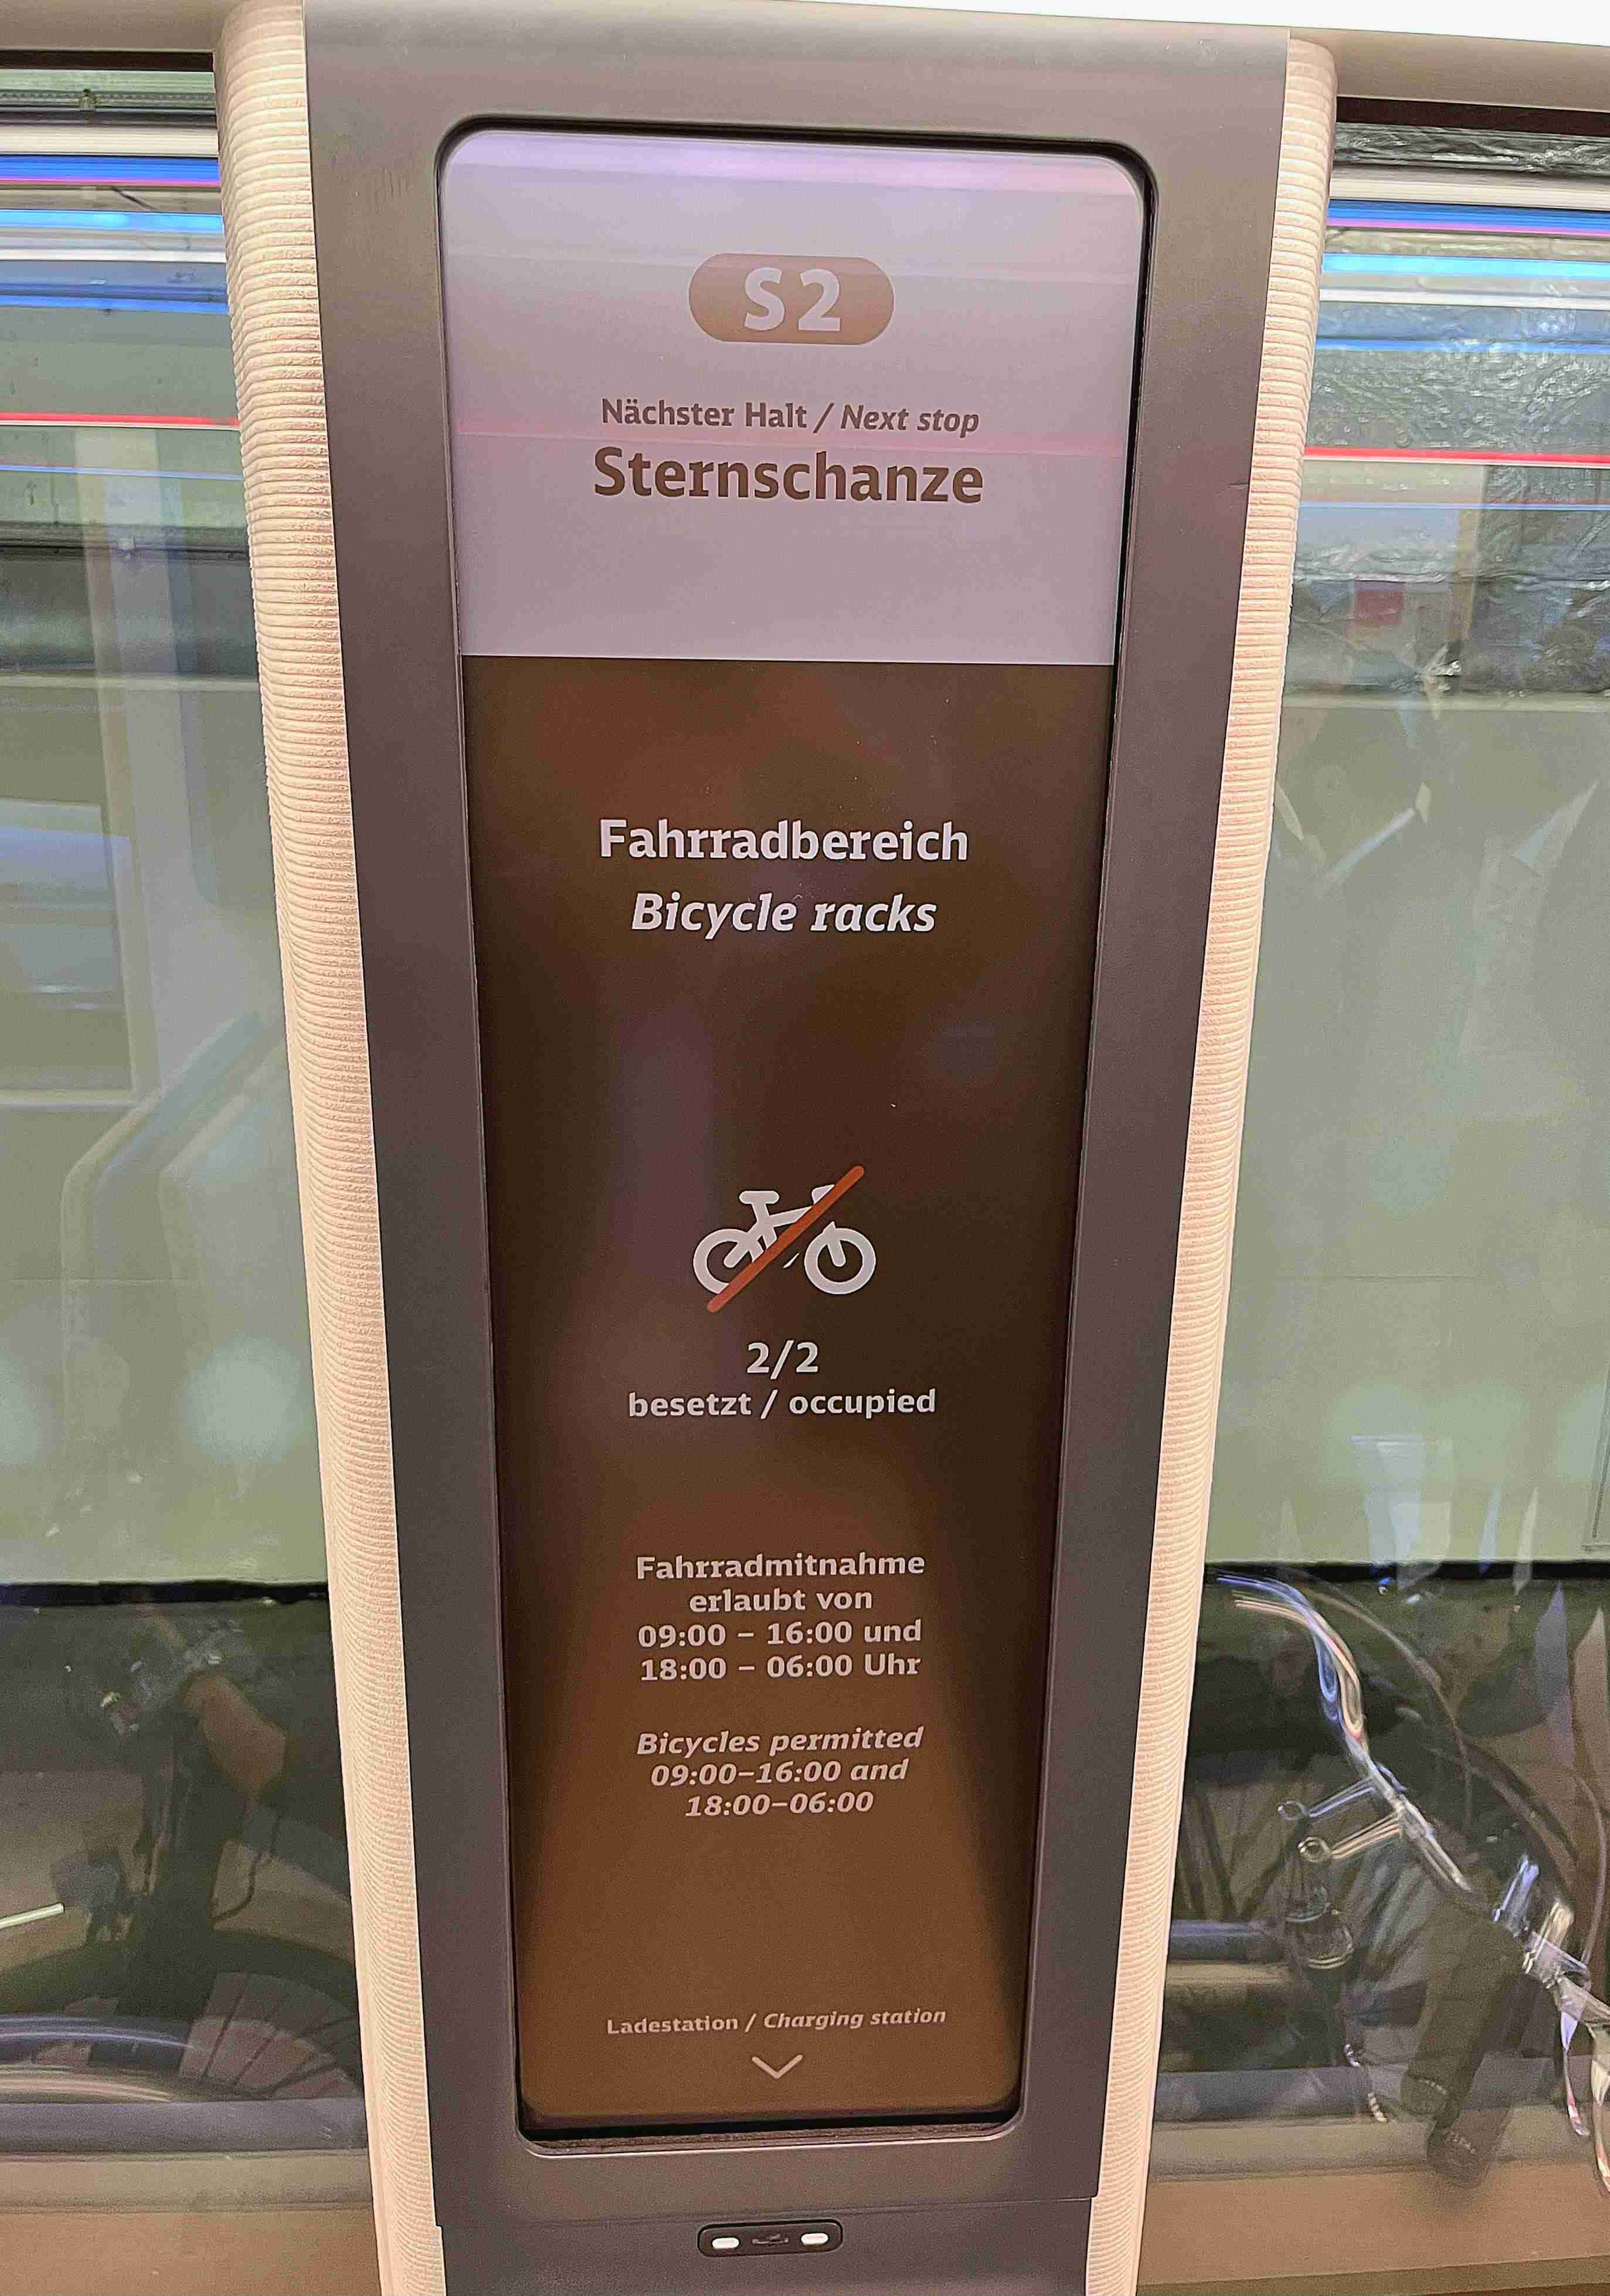 S2
Nächster Halt / Next stop
Sternschanze
Fahrradbereich
Bicycle racks
2/2
besetzt / occupied
Fahrradmitnahme
erlaubt von
09:00 – 16:00 und
18:00 – 06:00 Uhr
Bicycles permitted
09:00–16:00 and
18:00–06:00
Ladestation / Charging station